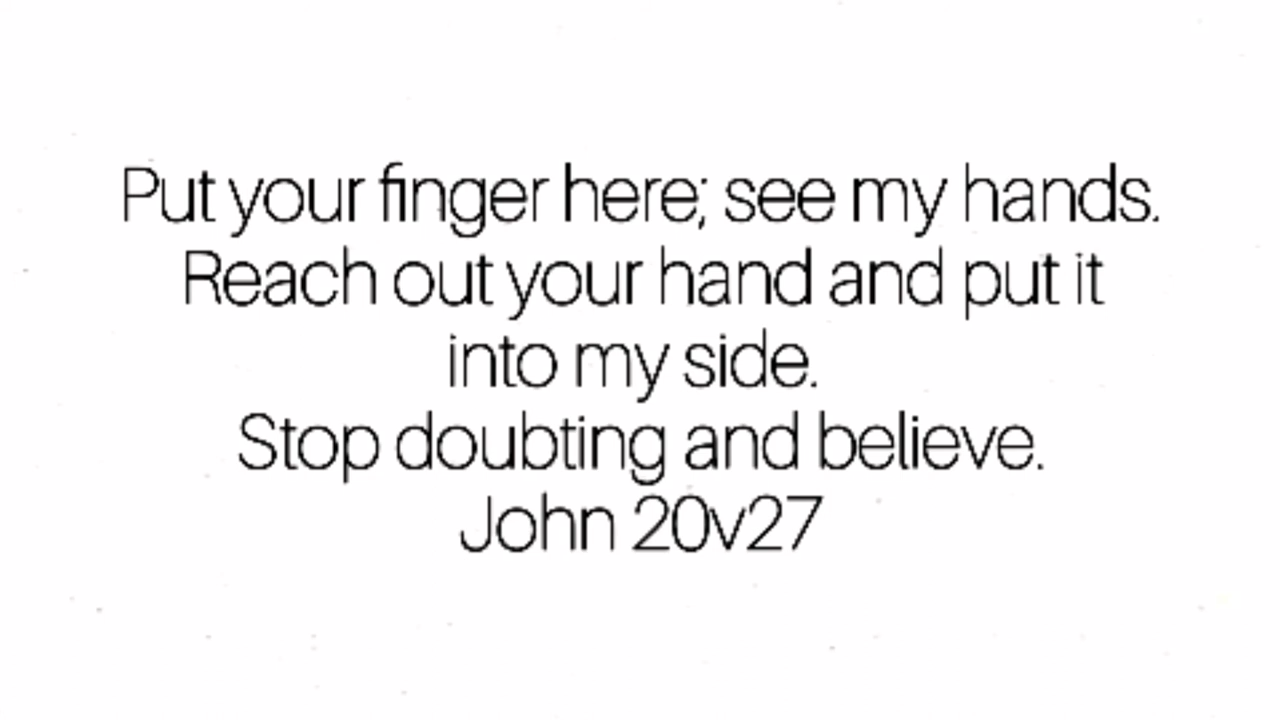 Put your finger here; see my hands.
Reach out your hand and put it
into my side.
Stop doubting and believe.
John 20v27